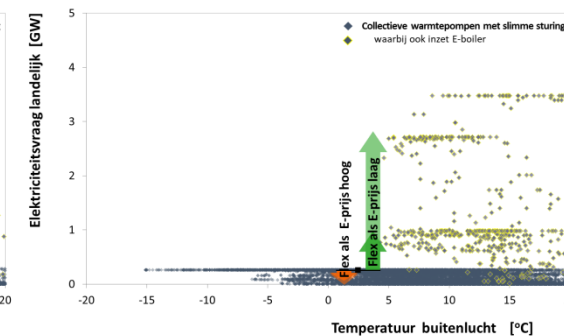 Elektriciteitsvraag landelijk [GW]
Collectieve warmtepompen met slimme sturing
waarbij ook inzet E-boiler
5
4
3
2
1
0
Flex als E-prijs hoog
Flex als E-prijs laag
20
-20
-15
-10
-5
0
5
10
15
Temperatuur buitenlucht [°C]